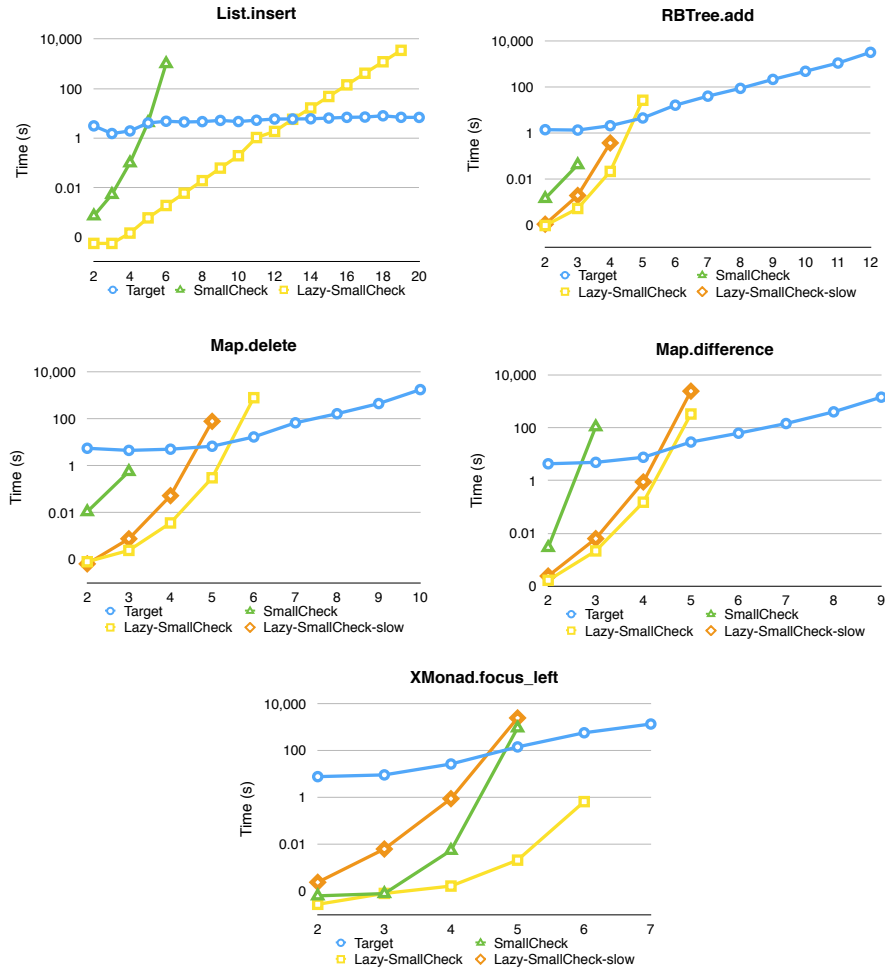 List.insert
Time (s)
10,000
100
1
0.01
0
2 4 6 8 10 12 14 16 18 20
Target SmallCheck Lazy-SmallCheck
RBTree.add
Time (s)
10,000
100
1
0.01
0
2 3 4 5 6 7 8 9 10 11 12
Target SmallCheck
Lazy-SmallCheck Lazy-SmallCheck-slow
Map.delete
Time (s)
10,000
100
1
0.01
0
2 3 4 5 6 7 8 9 10
Target SmallCheck
Lazy-SmallCheck Lazy-SmallCheck-slow
Map.difference
Time (s)
10,000
100
1
0.01
0
2 3 4 5 6 7 8 9
Target SmallCheck
Lazy-SmallCheck Lazy-SmallCheck-slow
XMonad.focus_left
Time (s)
10,000
100
1
0.01
0
2 3 4 5 6 7
Target SmallCheck
Lazy-SmallCheck Lazy-SmallCheck-slow